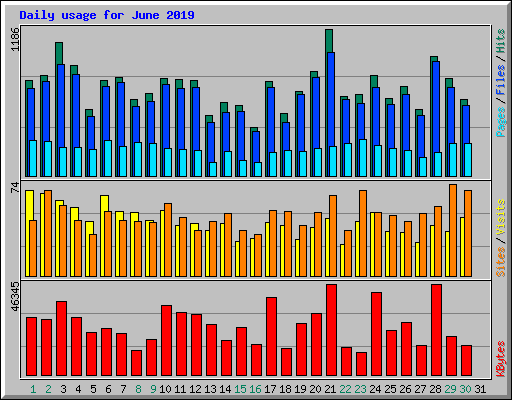 Daily usage for June 2019
1186
Pages / Files / Hits
74
Sites / Visits
46345
KBytes
1 2 3 4 5 6 7 8 9 10 11 12 13 14 15 16 17 18 19 20 21 22 23 24 25 26 27 28 29 30 31